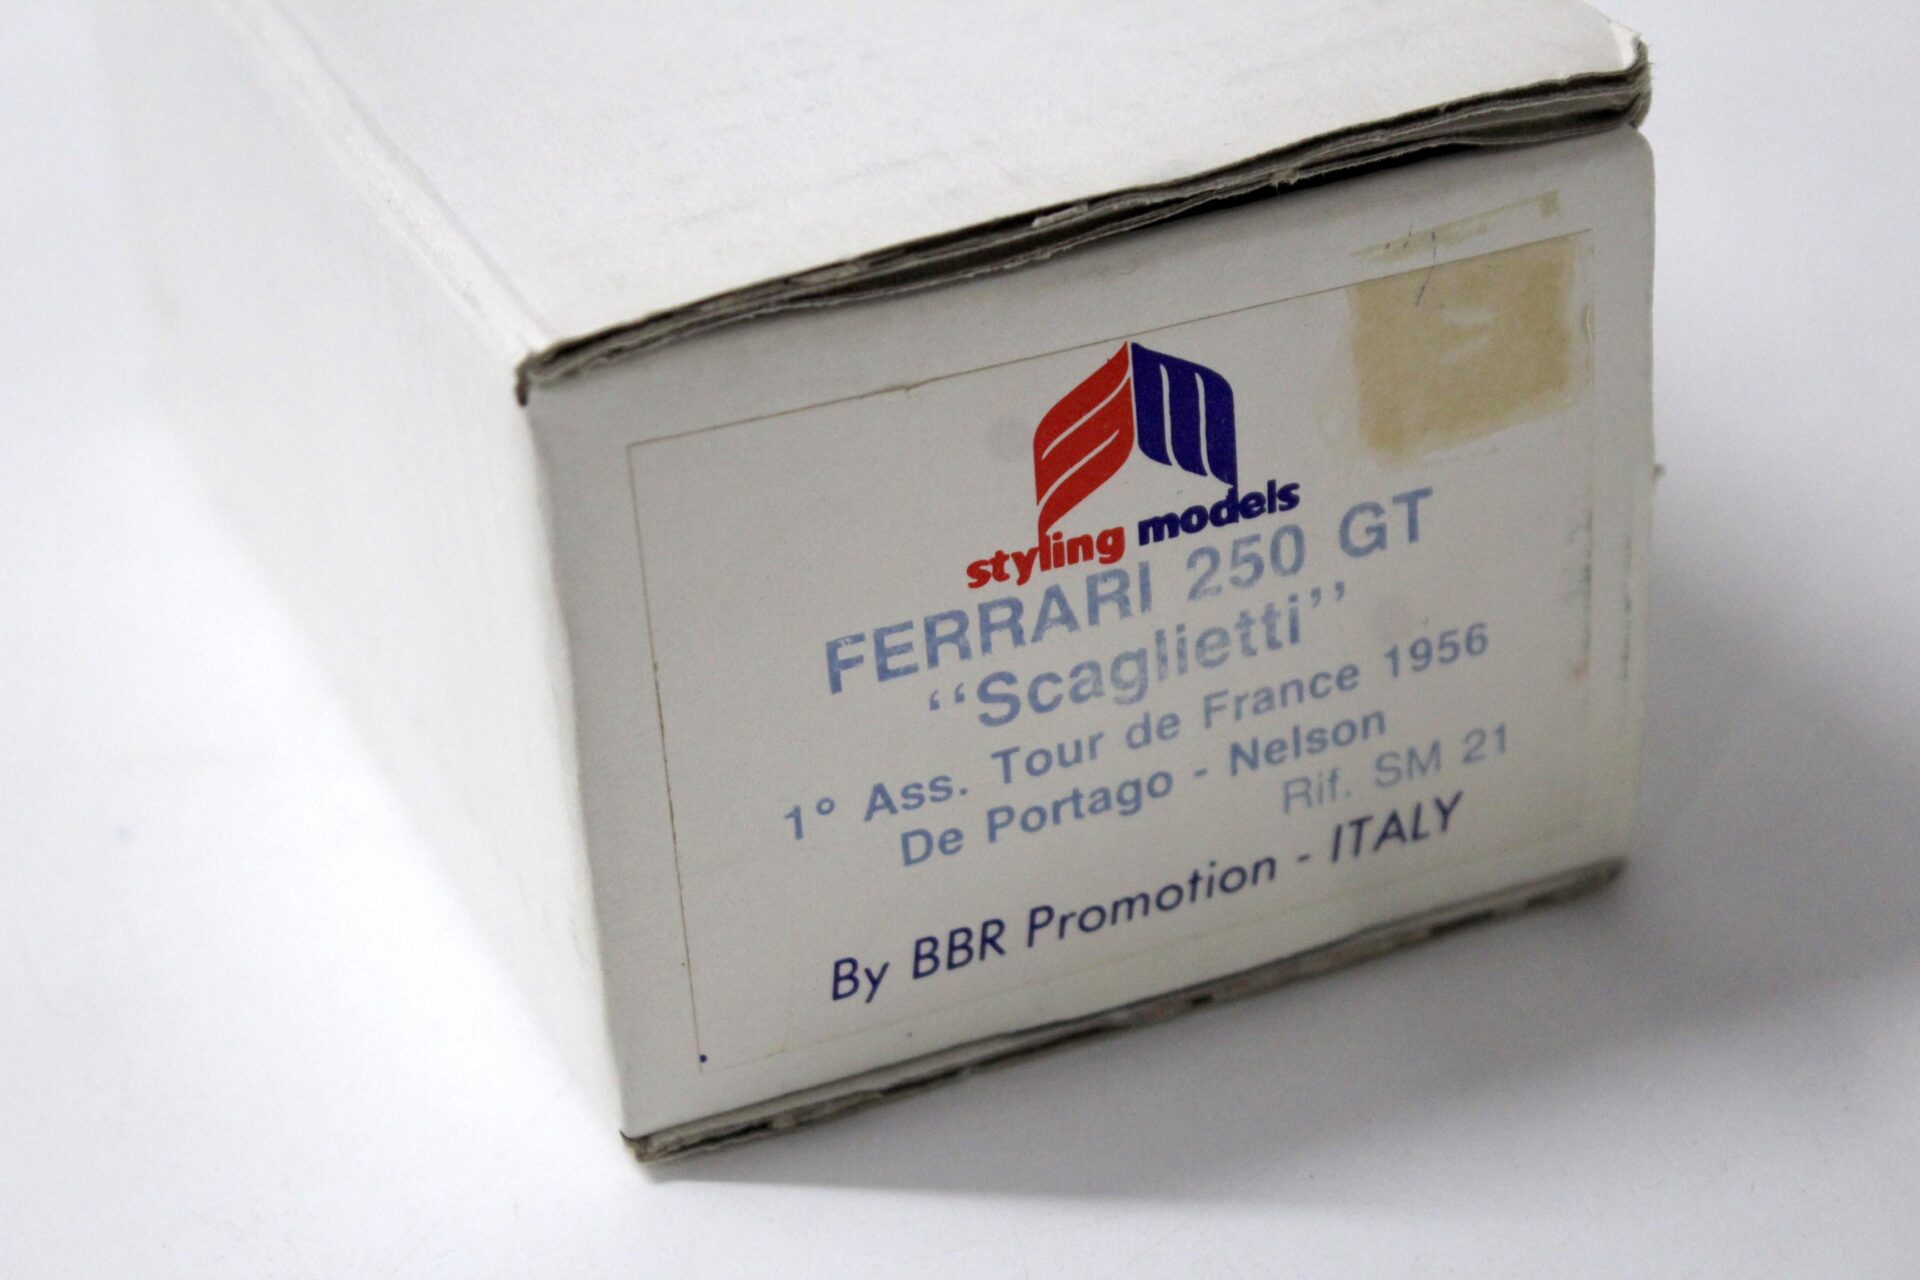 styling models
FERRARI 250 GT
‘‘Scaglietti’’
1° Ass. Tour de France 1956
De Portago - Nelson
Rif. SM 21
By BBR Promotion - ITALY